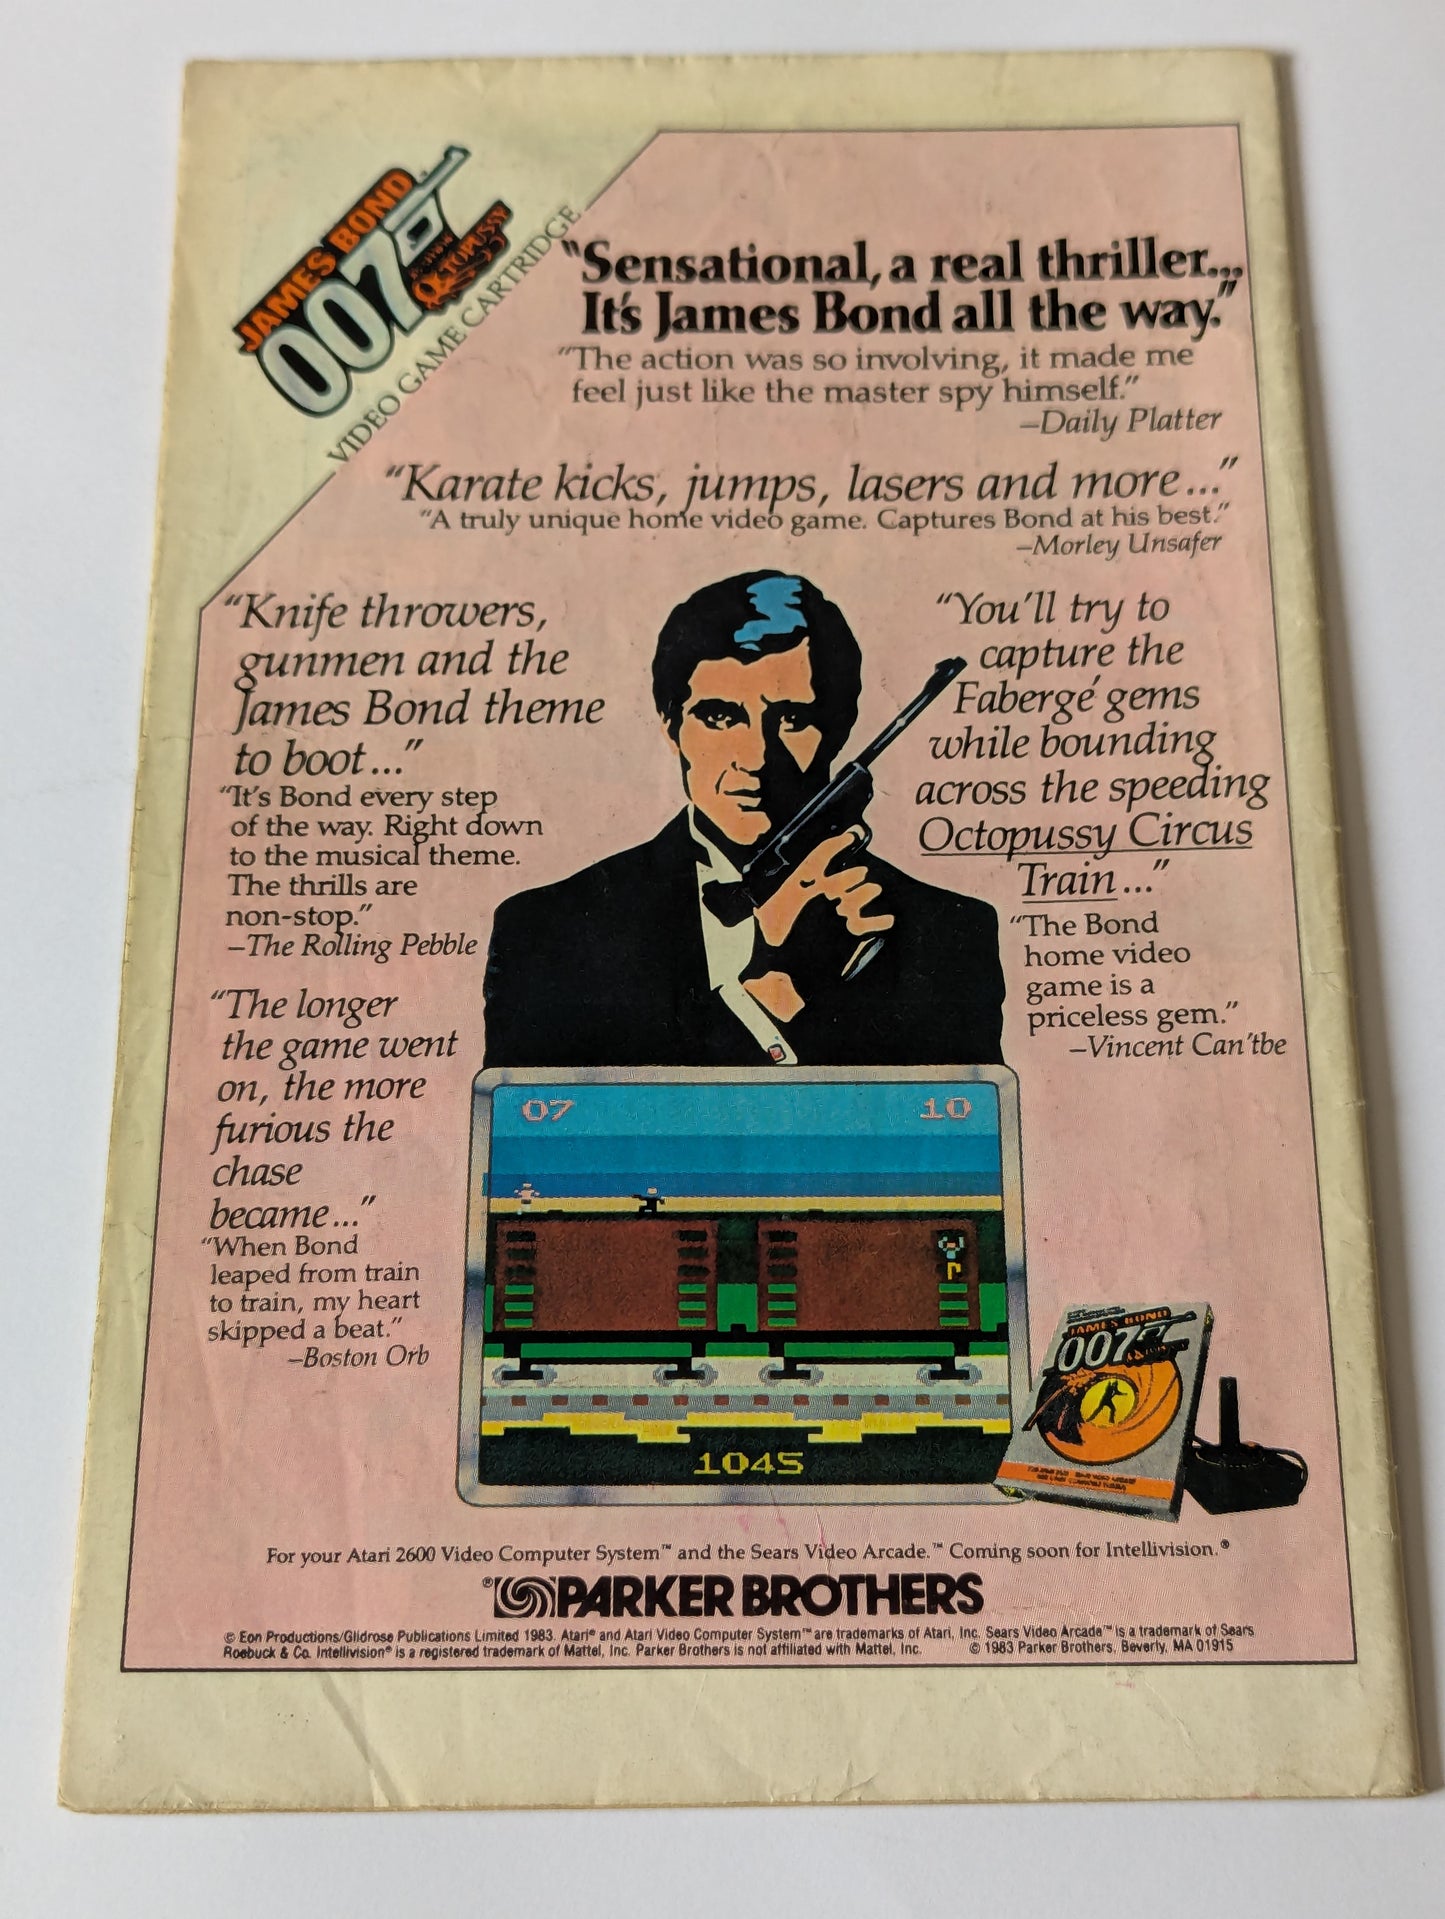 JAMES BOND
007
OCTOPUSSY
VIDEO GAME CARTRIDGE
"Sensational, a real thriller...
It's James Bond all the way."
"The action was so involving, it made me
feel just like the master spy himself."
–Daily Platter
"Karate kicks, jumps, lasers and more..."
"A truly unique home video game. Captures Bond at his best."
–Morley Unsafer
"Knife throwers,
gunmen and the
James Bond theme
to boot..."
"It's Bond every step
of the way. Right down
to the musical theme.
The thrills are
non-stop."
–The Rolling Pebble
"The longer
the game went
on, the more
furious the
chase
became..."
"When Bond
leaped from train
to train, my heart
skipped a beat."
–Boston Orb
"You'll try to
capture the
Fabergé gems
while bounding
across the speeding
Octopussy Circus
Train..."
"The Bond
home video
game is a
priceless gem."
–Vincent Can'tbe
07 10
1045
JAMES BOND
007
For your Atari 2600 Video Computer System™ and the Sears Video Arcade.™ Coming soon for Intellivision.®
® PARKER BROTHERS
© Eon Productions/Glidrose Publications Limited 1983. Atari® and Atari Video Computer System™ are trademarks of Atari, Inc. Sears Video Arcade™ is a trademark of Sears
Roebuck & Co. Intellivision® is a registered trademark of Mattel, Inc. Parker Brothers is not affiliated with Mattel, Inc. © 1983 Parker Brothers, Beverly, MA 01915